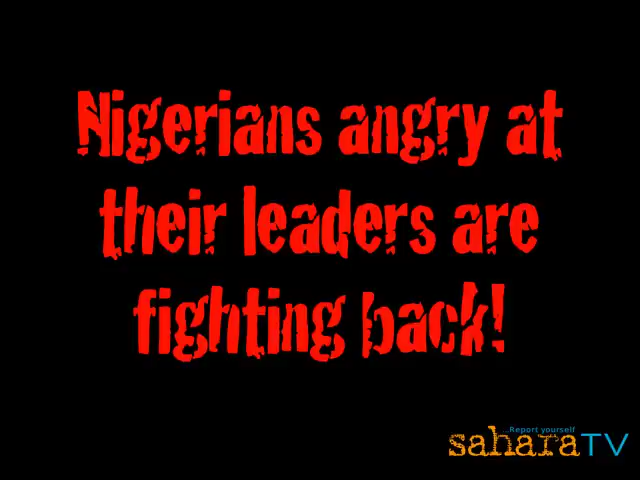 Nigerians angry at
their leaders are
fighting back!
...Report yourself
saharaTV